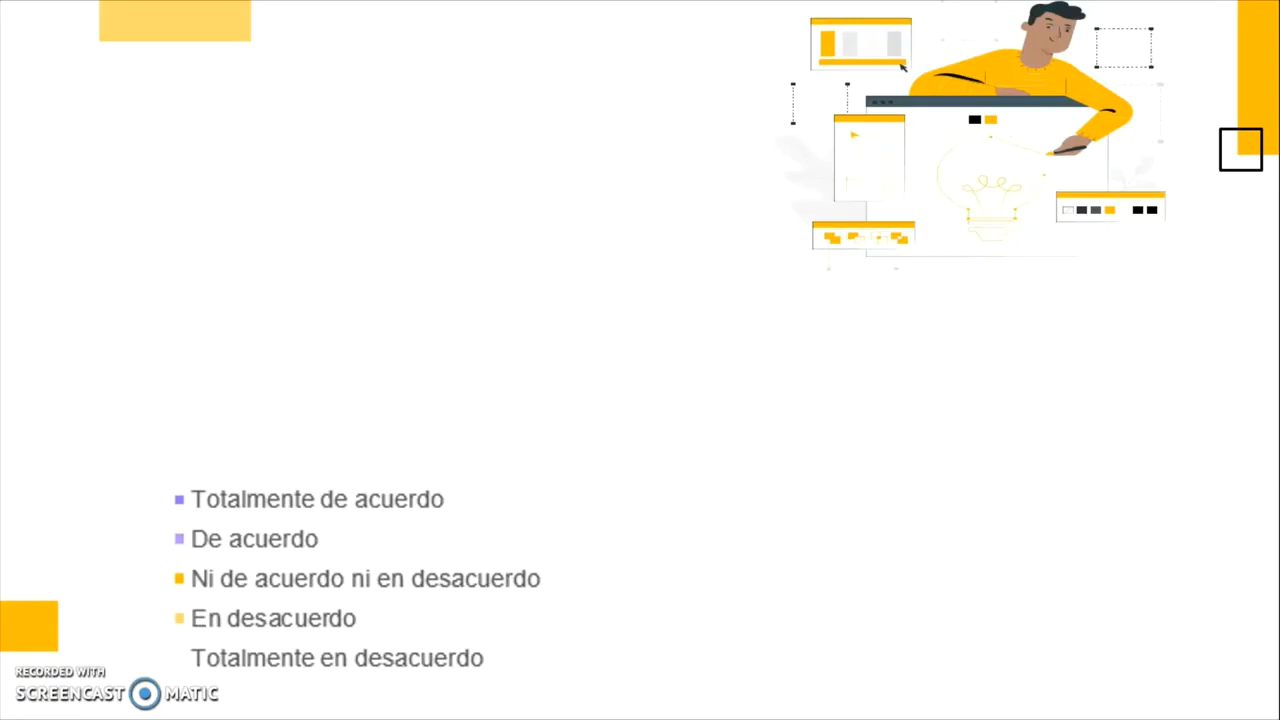 Totalmente de acuerdo
De acuerdo
Ni de acuerdo ni en desacuerdo
En desacuerdo
Totalmente en desacuerdo
RECORDED WITH
SCREENCAST MATIC